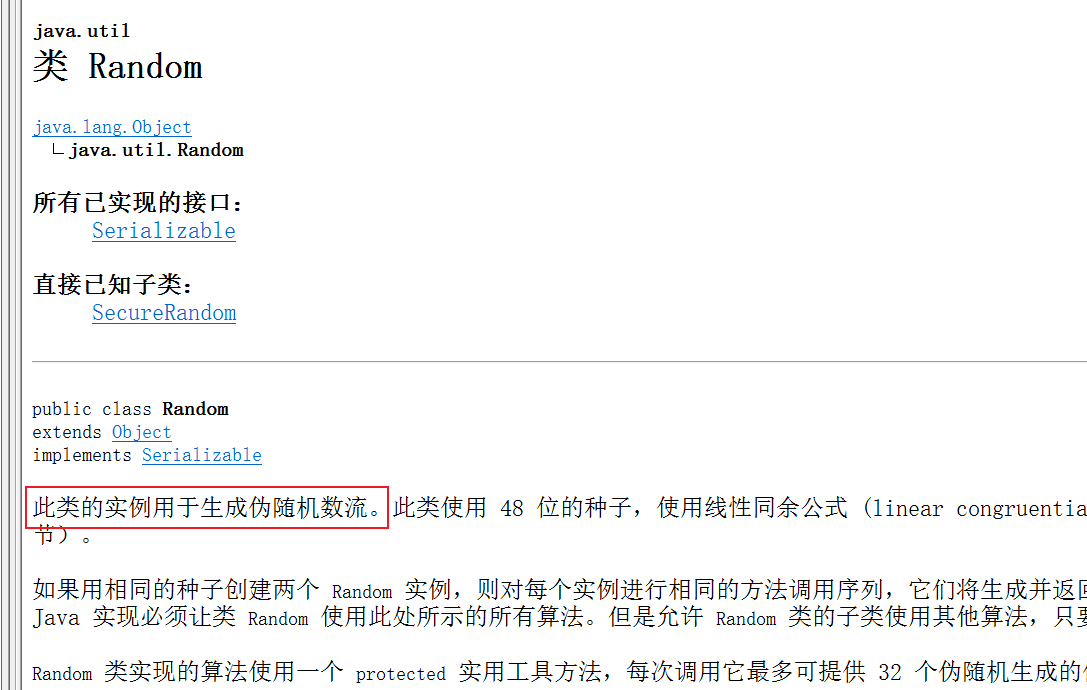 java.util
类 Random
java.lang.Object
java.util.Random
所有已实现的接口：
Serializable
直接已知子类：
SecureRandom
public class Random
extends Object
implements Serializable
此类的实例用于生成伪随机数流。此类使用 48 位的种子，使用线性同余公式 (linear congruentia
节）。
如果用相同的种子创建两个 Random 实例，则对每个实例进行相同的方法调用序列，它们将生成并返回
Java 实现必须让类 Random 使用此处所示的所有算法。但是允许 Random 类的子类使用其他算法，只要
Random 类实现的算法使用一个 protected 实用工具方法，每次调用它最多可提供 32 个伪随机生成的